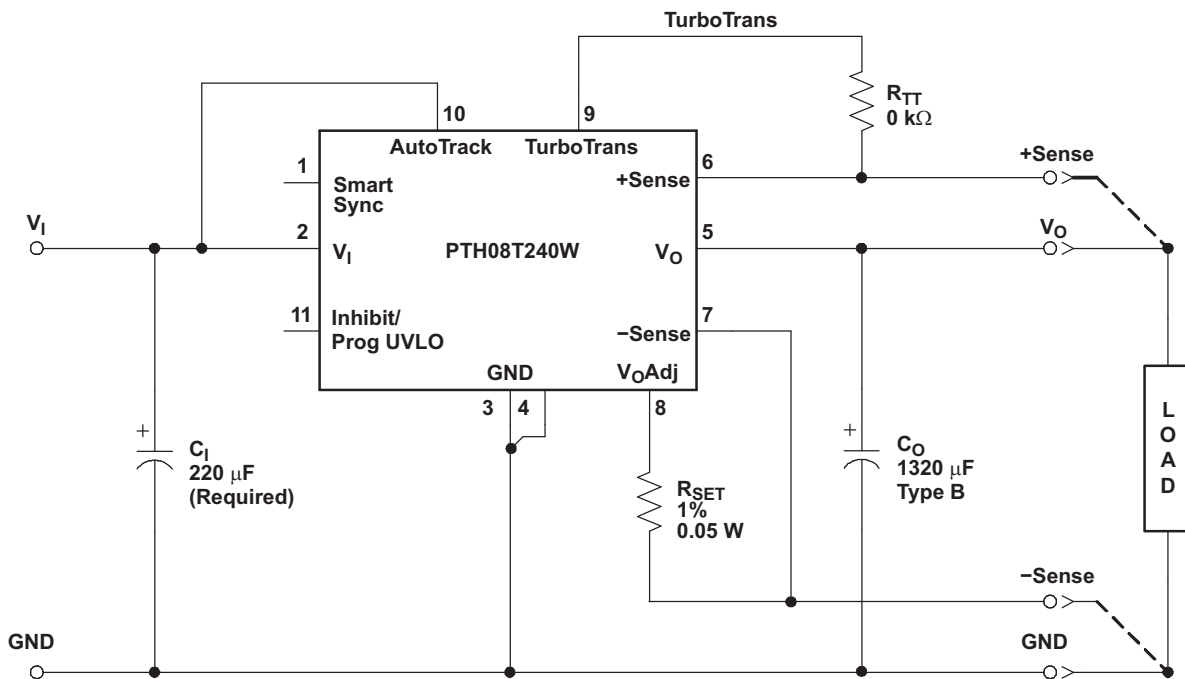 TurboTrans
R_TT
0 kΩ
10
9
AutoTrack
TurboTrans
1
Smart
Sync
6
+Sense
+Sense
V_I
2
V_I
PTH08T240W
5
V_O
V_O
11
Inhibit/
Prog UVLO
7
−Sense
GND
V_OAdj
3
4
8
+
C_I
220 μF
(Required)
R_SET
1%
0.05 W
+
C_O
1320 μF
Type B
L
O
A
D
−Sense
GND
GND